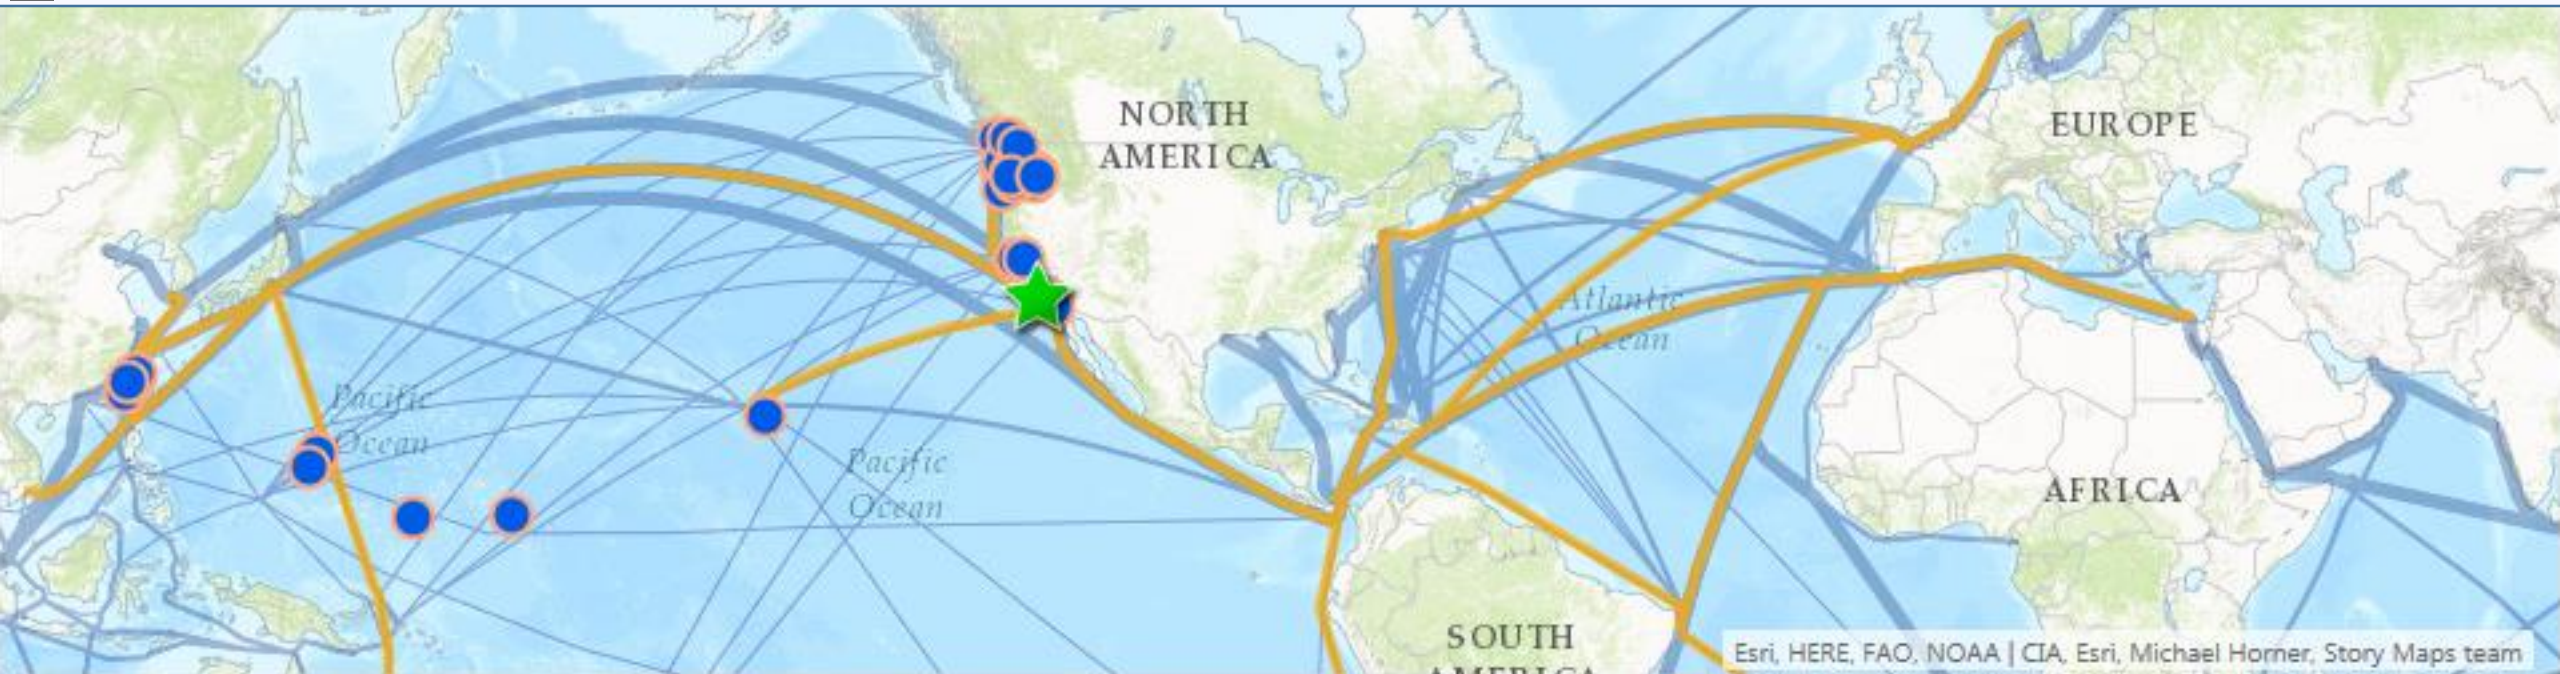 NORTH
AMERICA
EUROPE
Atlantic
Ocean
Pacific
Ocean
Pacific
Ocean
AFRICA
SOUTH
AMERICA
Esri, HERE, FAO, NOAA | CIA, Esri, Michael Horner, Story Maps team